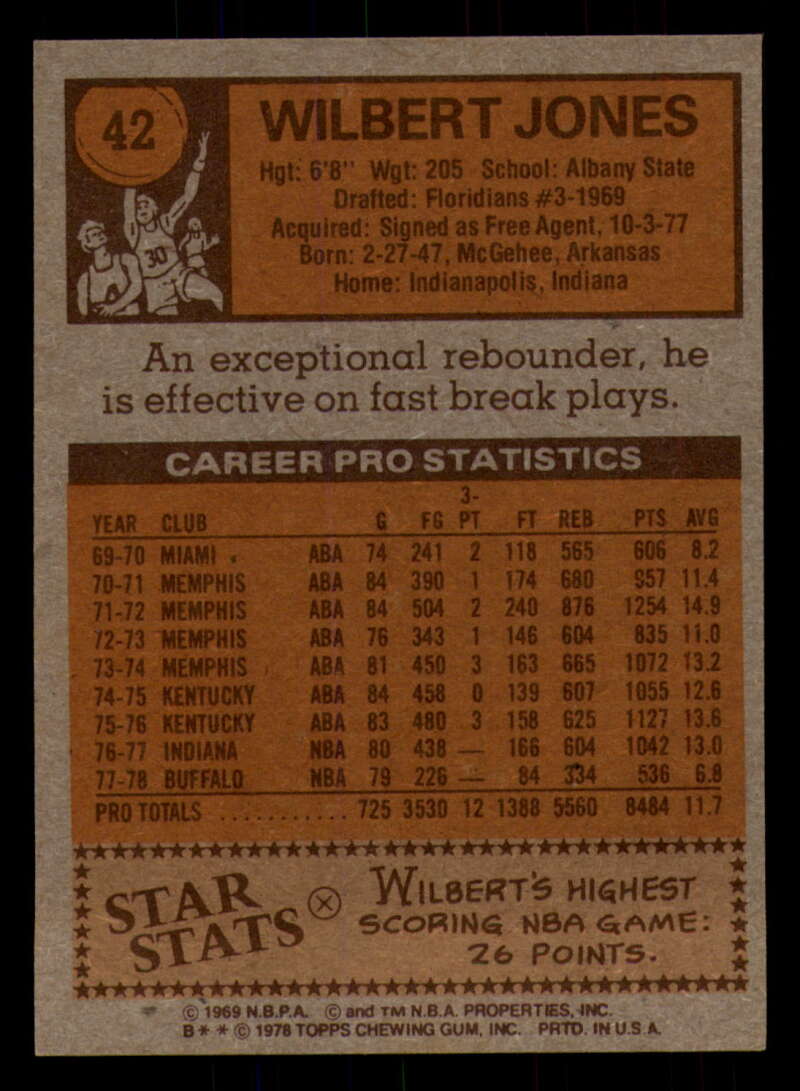 42
WILBERT JONES
Hgt: 6'8" Wgt: 205 School: Albany State
Drafted: Floridians #3-1969
Acquired: Signed as Free Agent, 10-3-77
Born: 2-27-47, McGehee, Arkansas
Home: Indianapolis, Indiana
30
An exceptional rebounder, he
is effective on fast break plays.
CAREER PRO STATISTICS
YEAR CLUB G FG 3-PT FT REB PTS AVG
69-70 MIAMI ABA 74 241 2 118 565 606 8.2
70-71 MEMPHIS ABA 84 390 1 174 680 957 11.4
71-72 MEMPHIS ABA 84 504 2 240 876 1254 14.9
72-73 MEMPHIS ABA 76 343 1 146 604 835 11.0
73-74 MEMPHIS ABA 81 450 3 163 665 1072 13.2
74-75 KENTUCKY ABA 84 458 0 139 607 1055 12.6
75-76 KENTUCKY ABA 83 480 3 158 625 1127 13.6
76-77 INDIANA NBA 80 438 — 166 604 1042 13.0
77-78 BUFFALO NBA 79 226 — 84 334 536 6.8
PRO TOTALS ............ 725 3530 12 1388 5560 8484 11.7
STAR
STATS
WILBERT'S HIGHEST
SCORING NBA GAME:
26 POINTS.
© 1969 N.B.P.A. © and TM N.B.A. PROPERTIES, INC.
B * * © 1978 TOPPS CHEWING GUM, INC. PRTD. IN U.S.A.